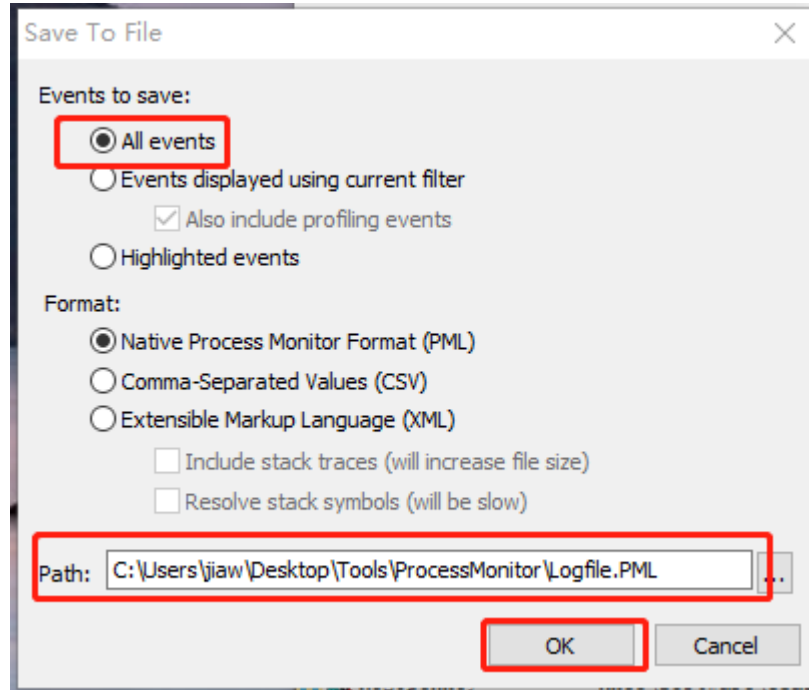 Save To File
Events to save:
All events
Events displayed using current filter
Also include profiling events
Highlighted events
Format:
Native Process Monitor Format (PML)
Comma-Separated Values (CSV)
Extensible Markup Language (XML)
Include stack traces (will increase file size)
Resolve stack symbols (will be slow)
Path: C:\Users\jiaw\Desktop\Tools\ProcessMonitor\Logfile.PML ...
OK Cancel